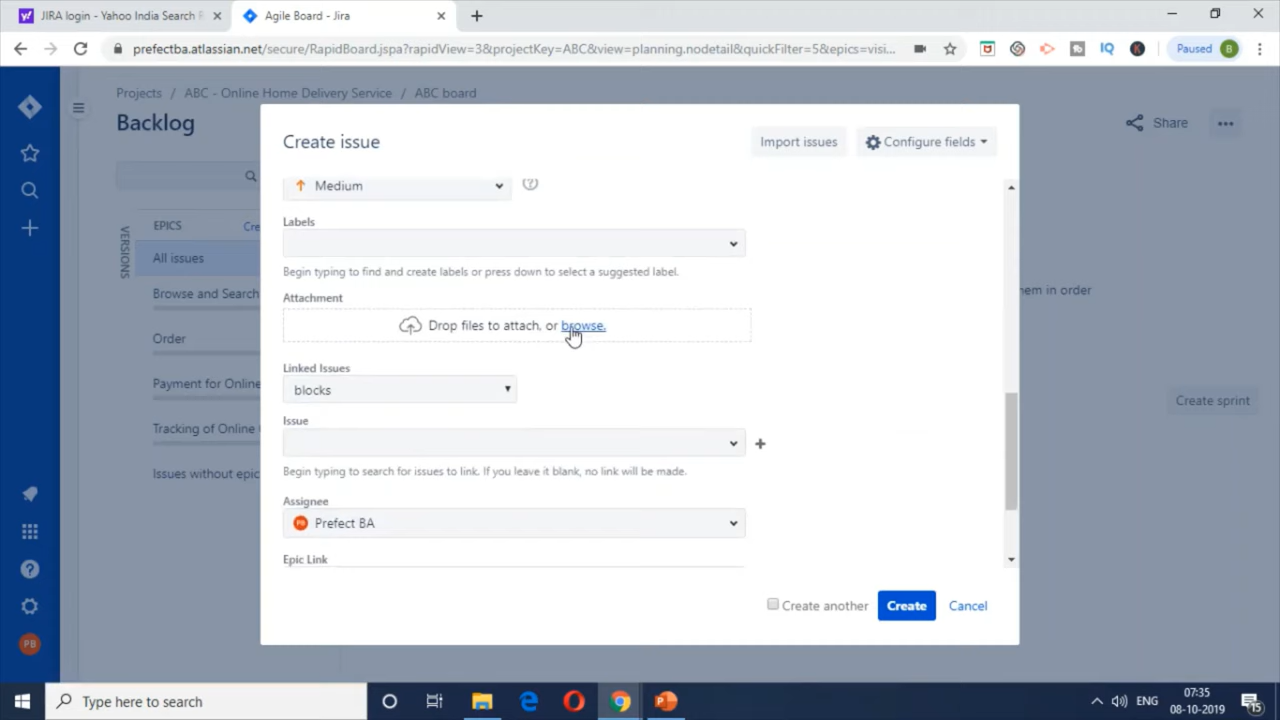 JIRA login - Yahoo India Search R
Agile Board - Jira
prefectba.atlassian.net/secure/RapidBoard.jspa?rapidView=3&projectKey=ABC&view=planning.nodetail&quickFilter=5&epics=visi...
IQ
K
Paused
B
Projects / ABC - Online Home Delivery Service / ABC board
Backlog
Share
VERSIONS
EPICS
Cre
All issues
Browse and Search
Order
Payment for Online
Tracking of Online
Issues without epic
em in order
Create sprint
Create issue
Import issues
Configure fields
Medium
Labels
Begin typing to find and create labels or press down to select a suggested label.
Attachment
Drop files to attach, or browse.
Linked Issues
blocks
Issue
Begin typing to search for issues to link. If you leave it blank, no link will be made.
Assignee
PB Prefect BA
Epic Link
Create another
Create
Cancel
PB
Type here to search
ENG
07:35
08-10-2019
15